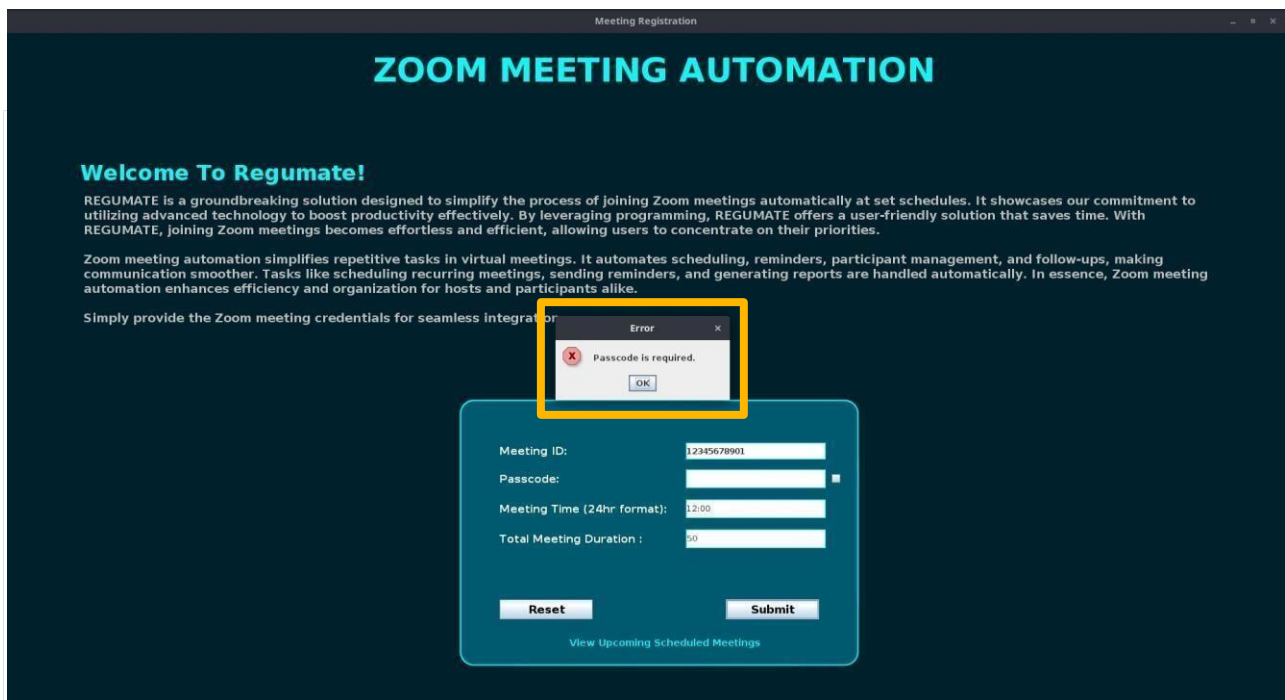 Meeting Registration
ZOOM MEETING AUTOMATION
Welcome To Regumate!
REGUMATE is a groundbreaking solution designed to simplify the process of joining Zoom meetings automatically at set schedules. It showcases our commitment to
utilizing advanced technology to boost productivity effectively. By leveraging programming, REGUMATE offers a user-friendly solution that saves time. With
REGUMATE, joining Zoom meetings becomes effortless and efficient, allowing users to concentrate on their priorities.
Zoom meeting automation simplifies repetitive tasks in virtual meetings. It automates scheduling, reminders, participant management, and follow-ups, making
communication smoother. Tasks like scheduling recurring meetings, sending reminders, and generating reports are handled automatically. In essence, Zoom meeting
automation enhances efficiency and organization for hosts and participants alike.
Simply provide the Zoom meeting credentials for seamless integration
Error
Passcode is required.
OK
Meeting ID: 12345678901
Passcode:
Meeting Time (24hr format): 12:00
Total Meeting Duration : 50
Reset Submit
View Upcoming Scheduled Meetings